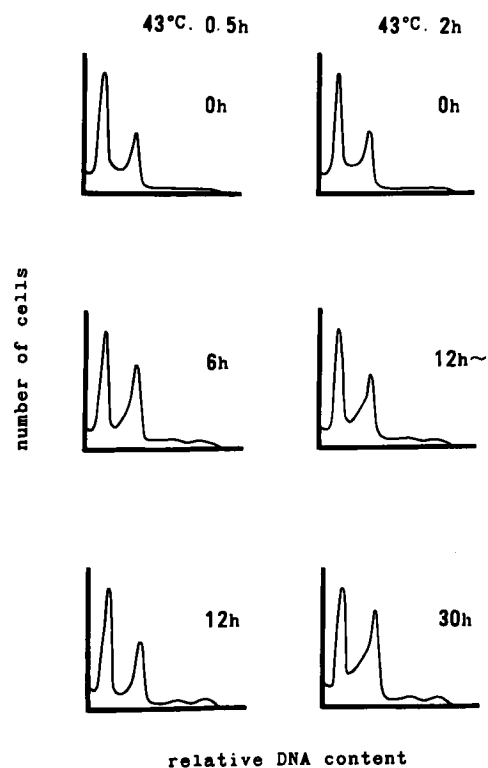 43°C. 0.5h
43°C. 2h
0h
0h
number of cells
6h
12h~
12h
30h
relative DNA content